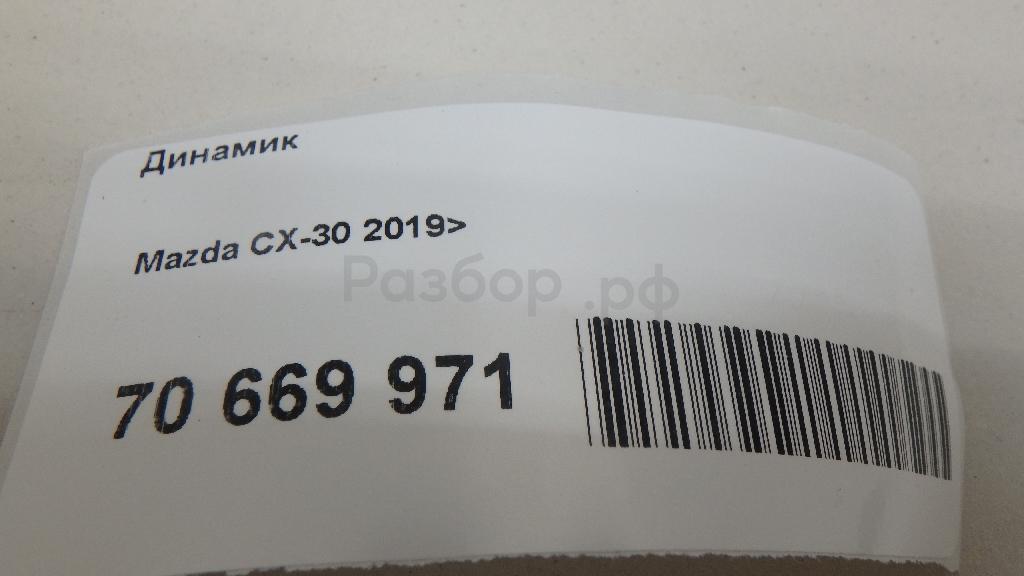 Динамик
Mazda CX-30 2019>
Разбор.рф
70 669 971